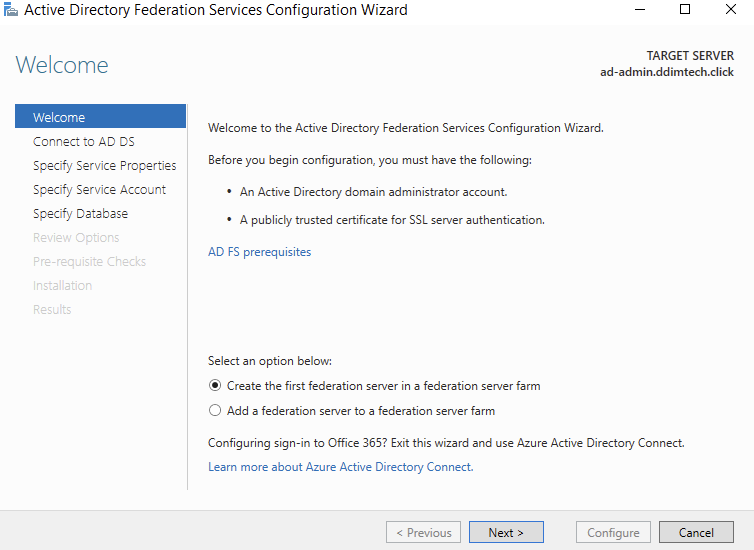 Active Directory Federation Services Configuration Wizard
Welcome
TARGET SERVER
ad-admin.ddimtech.click
Welcome
Connect to AD DS
Specify Service Properties
Specify Service Account
Specify Database
Review Options
Pre-requisite Checks
Installation
Results
Welcome to the Active Directory Federation Services Configuration Wizard.
Before you begin configuration, you must have the following:
• An Active Directory domain administrator account.
• A publicly trusted certificate for SSL server authentication.
AD FS prerequisites
Select an option below:
Create the first federation server in a federation server farm
Add a federation server to a federation server farm
Configuring sign-in to Office 365? Exit this wizard and use Azure Active Directory Connect.
Learn more about Azure Active Directory Connect.
< Previous
Next >
Configure
Cancel